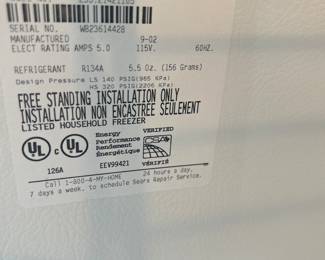 SERIAL NO. WB23614428
MANUFACTURED 9-02
ELECT RATING AMPS 5.0 115V. 60HZ.
REFRIGERANT R134A 5.5 Oz. (156 Grams)
Design Pressure LS 140 PSIG(965 KPa)
HS 320 PSIG(2206 KPa)
FREE STANDING INSTALLATION ONLY
INSTALLATION NON ENCASTREE SEULEMENT
LISTED HOUSEHOLD FREEZER
UL C UL
Energy
Performance
Rendement
Énergétique
VERIFIED
VÉRIFIÉ
126A
EEV99421
Call 1-800-4-MY-HOME 24 hours a day,
7 days a week, to schedule Sears Repair Service.